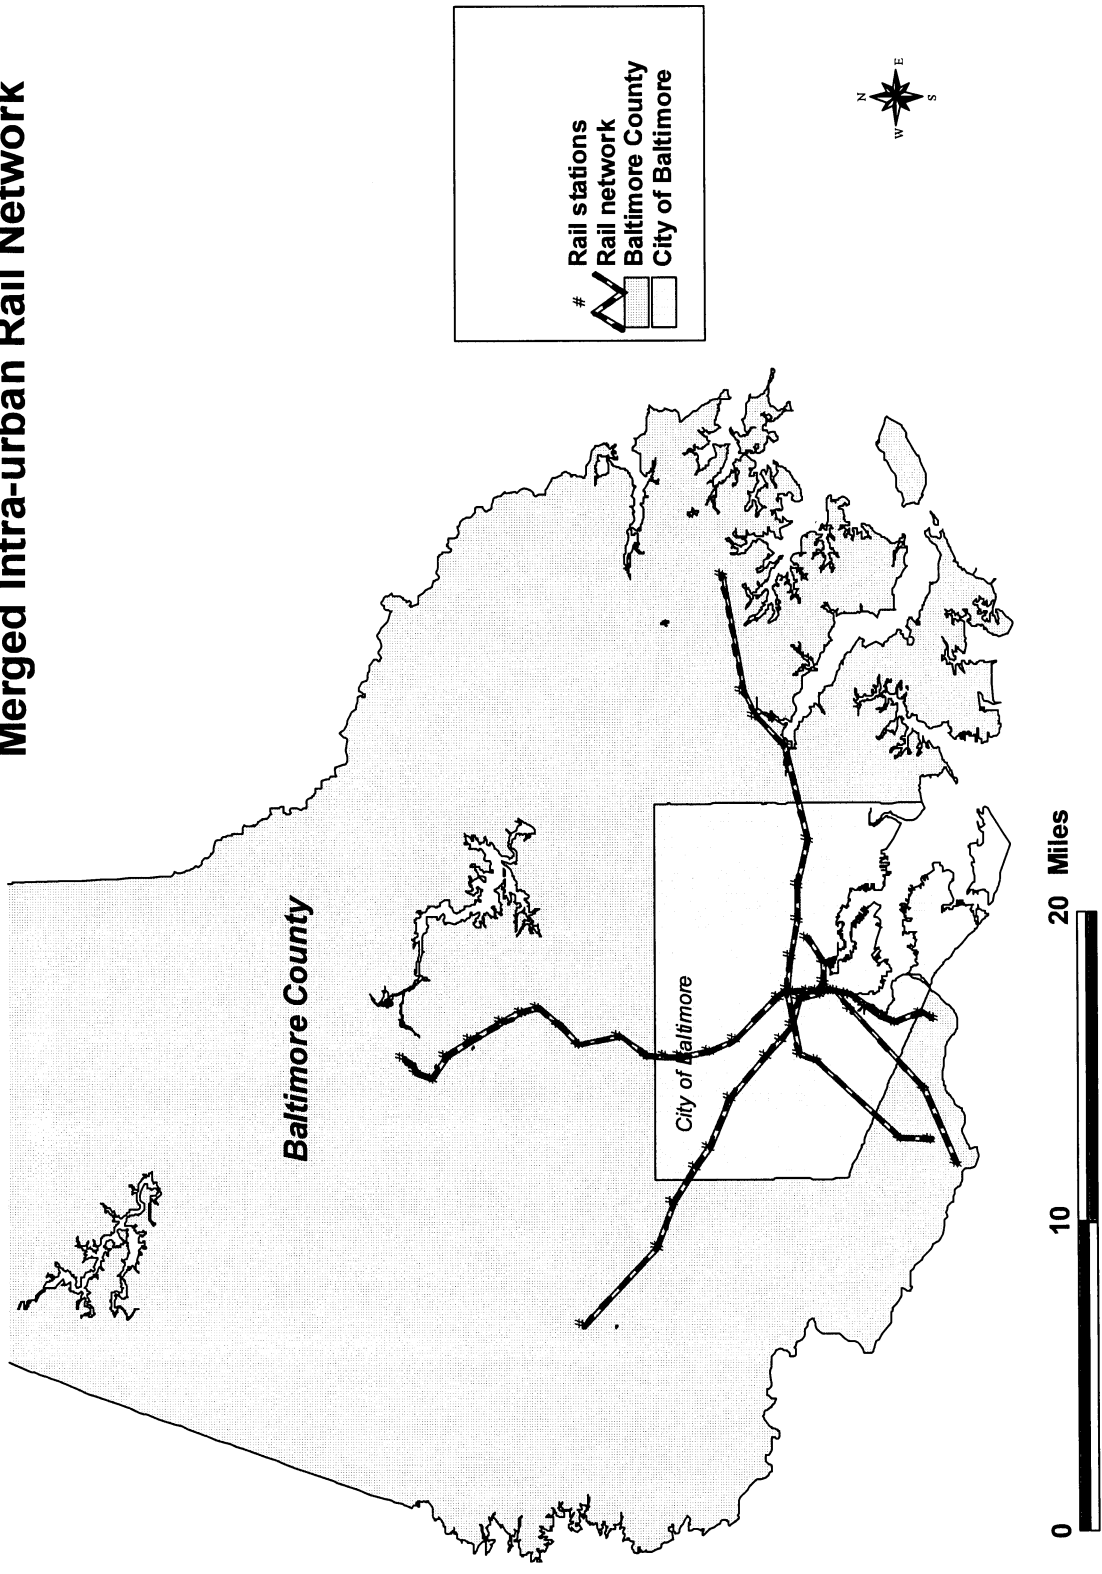 Merged Intra-urban Rail Network
#
Rail stations
Rail network
Baltimore County
City of Baltimore
N
W
E
S
Baltimore County
City of Baltimore
0
10
20 Miles